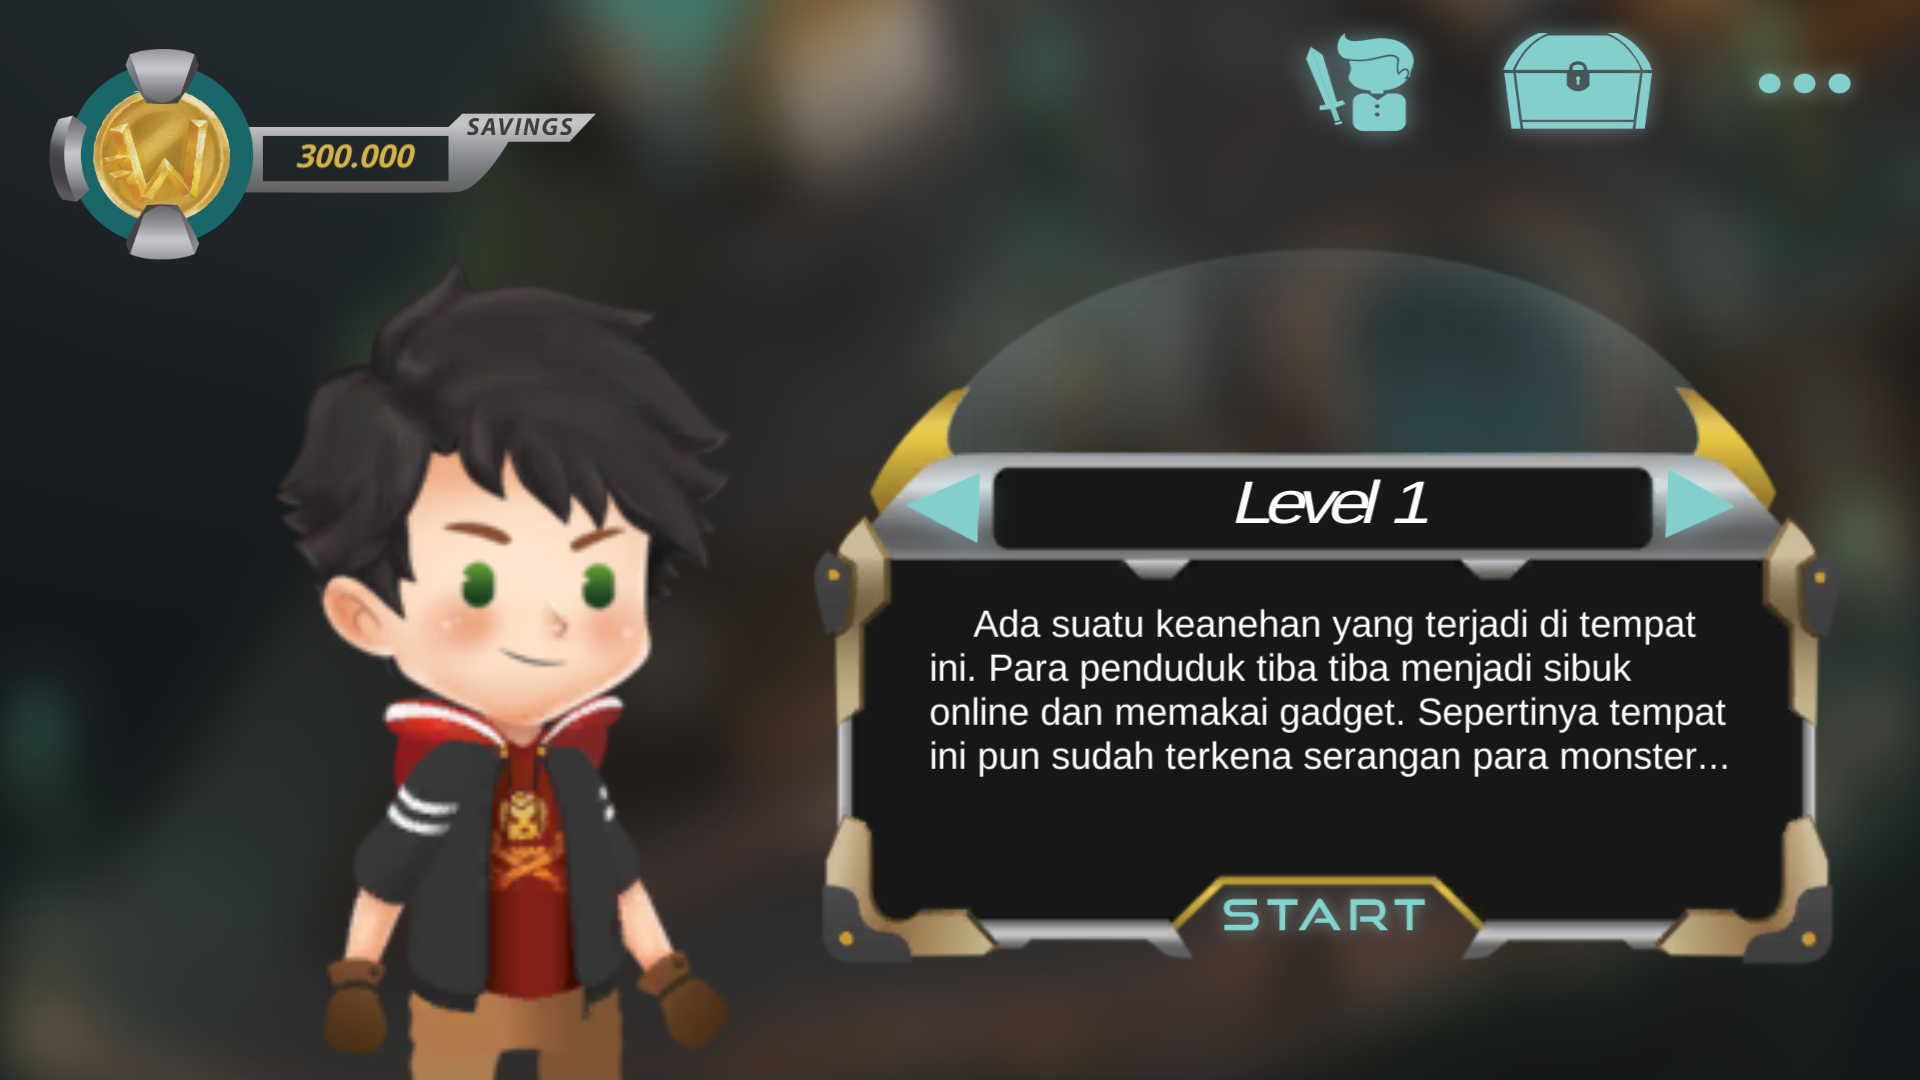 SAVINGS
300.000
Level 1
Ada suatu keanehan yang terjadi di tempat
ini. Para penduduk tiba tiba menjadi sibuk
online dan memakai gadget. Sepertinya tempat
ini pun sudah terkena serangan para monster...
START